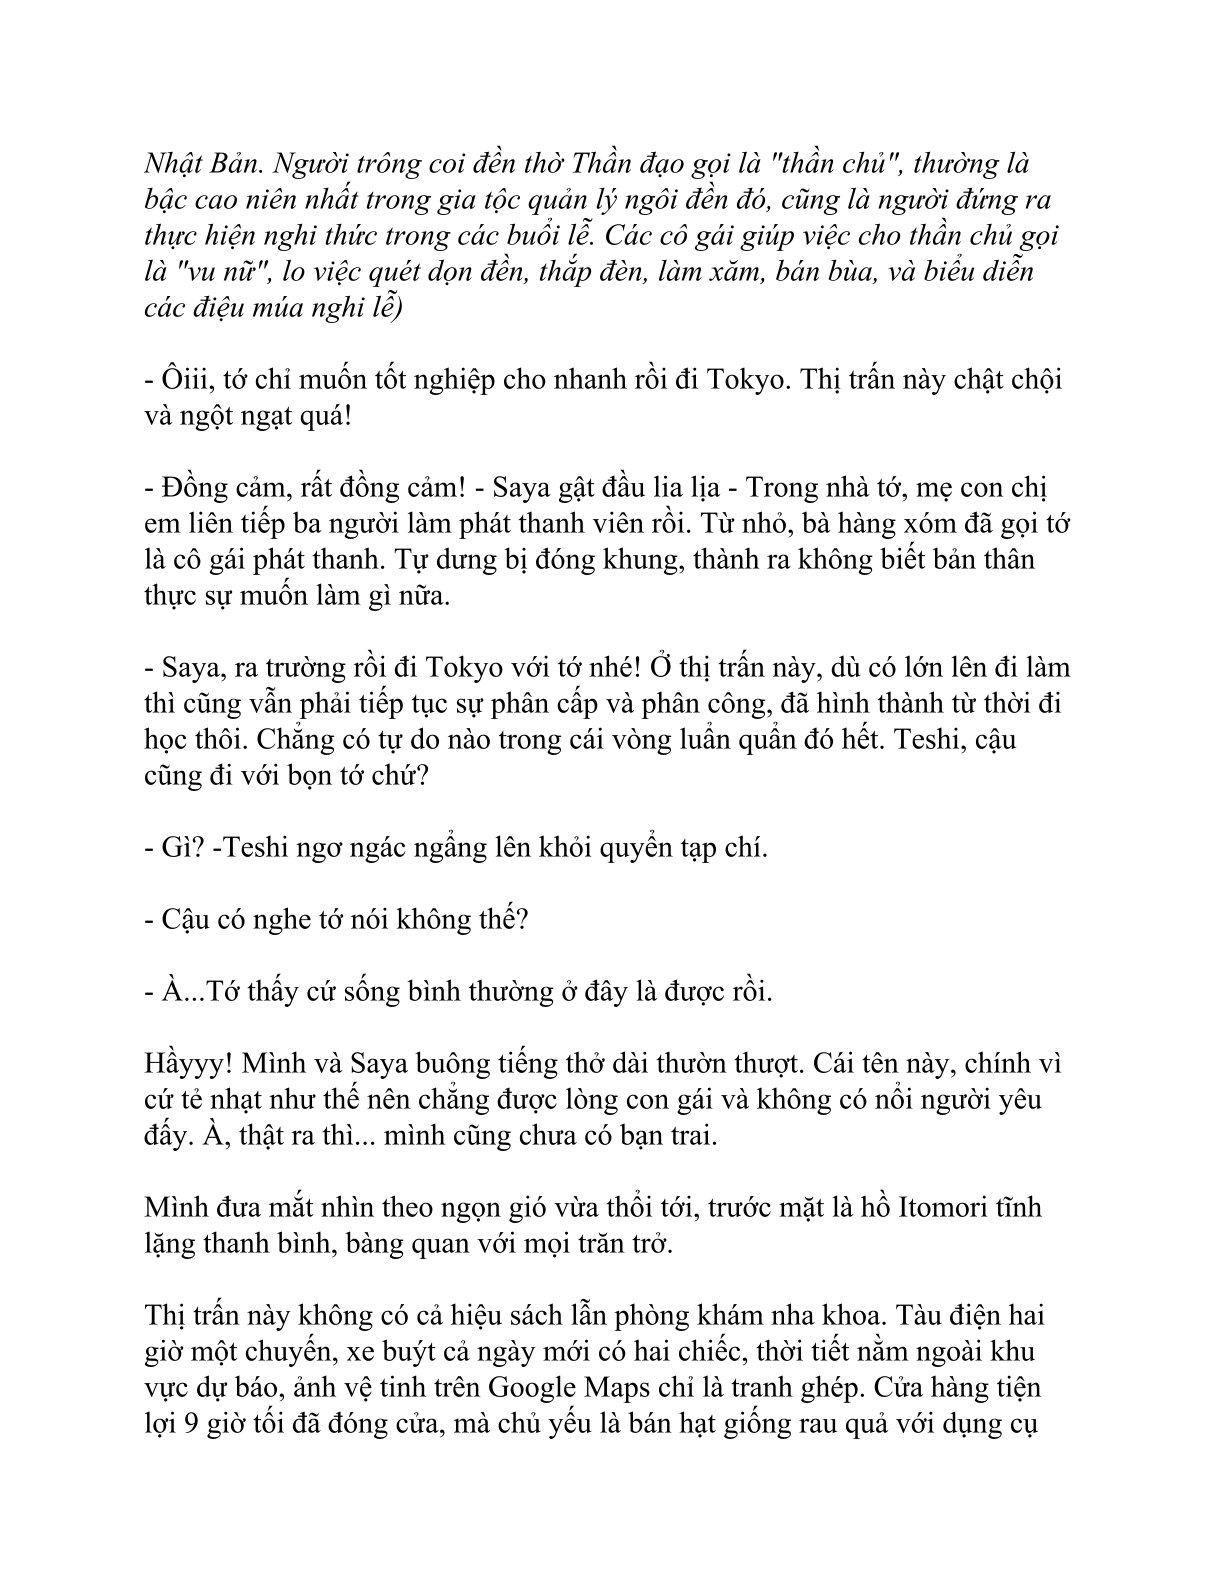 Nhật Bản. Người trông coi đền thờ Thần đạo gọi là "thần chủ", thường là
bậc cao niên nhất trong gia tộc quản lý ngôi đền đó, cũng là người đứng ra
thực hiện nghi thức trong các buổi lễ. Các cô gái giúp việc cho thần chủ gọi
là "vu nữ", lo việc quét dọn đền, thắp đèn, làm xăm, bán bùa, và biểu diễn
các điệu múa nghi lễ)
- Ôiii, tớ chỉ muốn tốt nghiệp cho nhanh rồi đi Tokyo. Thị trấn này chật chội
và ngột ngạt quá!
- Đồng cảm, rất đồng cảm! - Saya gật đầu lia lịa - Trong nhà tớ, mẹ con chị
em liên tiếp ba người làm phát thanh viên rồi. Từ nhỏ, bà hàng xóm đã gọi tớ
là cô gái phát thanh. Tự dưng bị đóng khung, thành ra không biết bản thân
thực sự muốn làm gì nữa.
- Saya, ra trường rồi đi Tokyo với tớ nhé! Ở thị trấn này, dù có lớn lên đi làm
thì cũng vẫn phải tiếp tục sự phân cấp và phân công, đã hình thành từ thời đi
học thôi. Chẳng có tự do nào trong cái vòng luẩn quẩn đó hết. Teshi, cậu
cũng đi với bọn tớ chứ?
- Gì? -Teshi ngơ ngác ngẩng lên khỏi quyển tạp chí.
- Cậu có nghe tớ nói không thế?
- À...Tớ thấy cứ sống bình thường ở đây là được rồi.
Hầyyy! Mình và Saya buông tiếng thở dài thườn thượt. Cái tên này, chính vì
cứ tẻ nhạt như thế nên chẳng được lòng con gái và không có nổi người yêu
đấy. À, thật ra thì... mình cũng chưa có bạn trai.
Mình đưa mắt nhìn theo ngọn gió vừa thổi tới, trước mặt là hồ Itomori tĩnh
lặng thanh bình, bàng quan với mọi trăn trở.
Thị trấn này không có cả hiệu sách lẫn phòng khám nha khoa. Tàu điện hai
giờ một chuyến, xe buýt cả ngày mới có hai chiếc, thời tiết nằm ngoài khu
vực dự báo, ảnh vệ tinh trên Google Maps chỉ là tranh ghép. Cửa hàng tiện
lợi 9 giờ tối đã đóng cửa, mà chủ yếu là bán hạt giống rau quả với dụng cụ